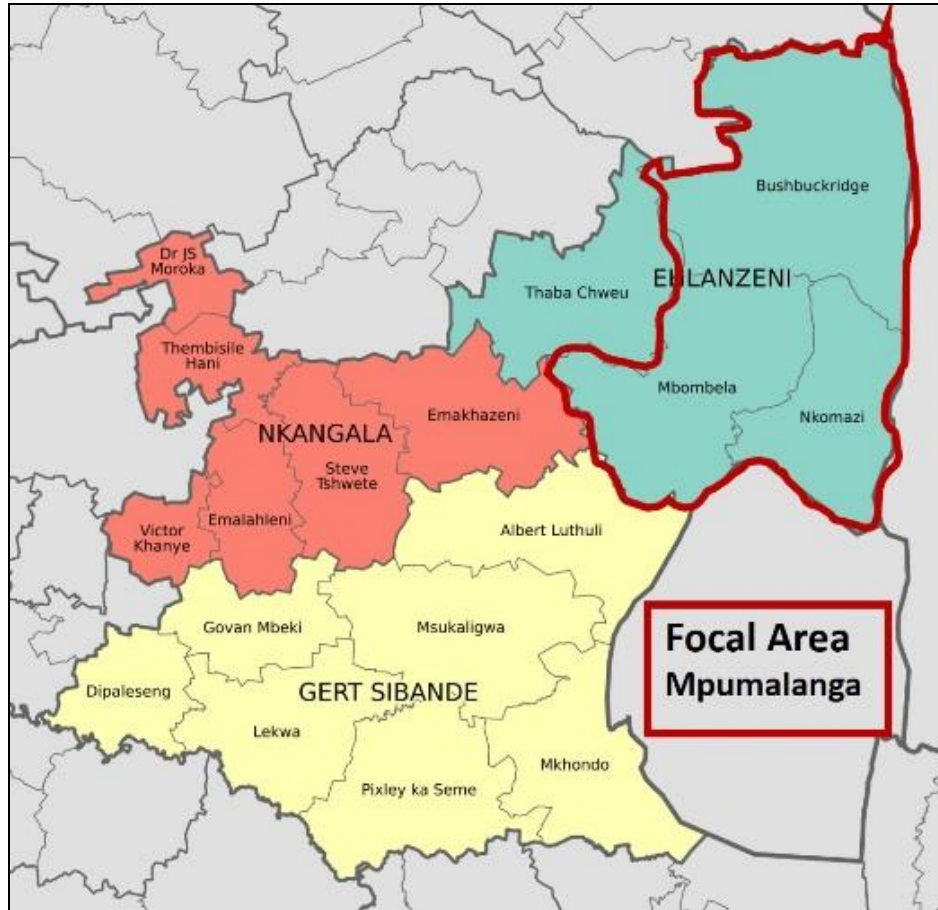 Bushbuckridge
Dr JS
Moroka
EHLANZENI
Thaba Chweu
Thembisile
Hani
Mbombela
Emakhazeni
Nkomazi
NKANGALA
Steve
Tshwete
Emalahleni
Victor
Khanye
Albert Luthuli
Govan Mbeki
Msukaligwa
Focal Area
Mpumalanga
Dipaleseng
GERT SIBANDE
Lekwa
Mkhondo
Pixley ka Seme